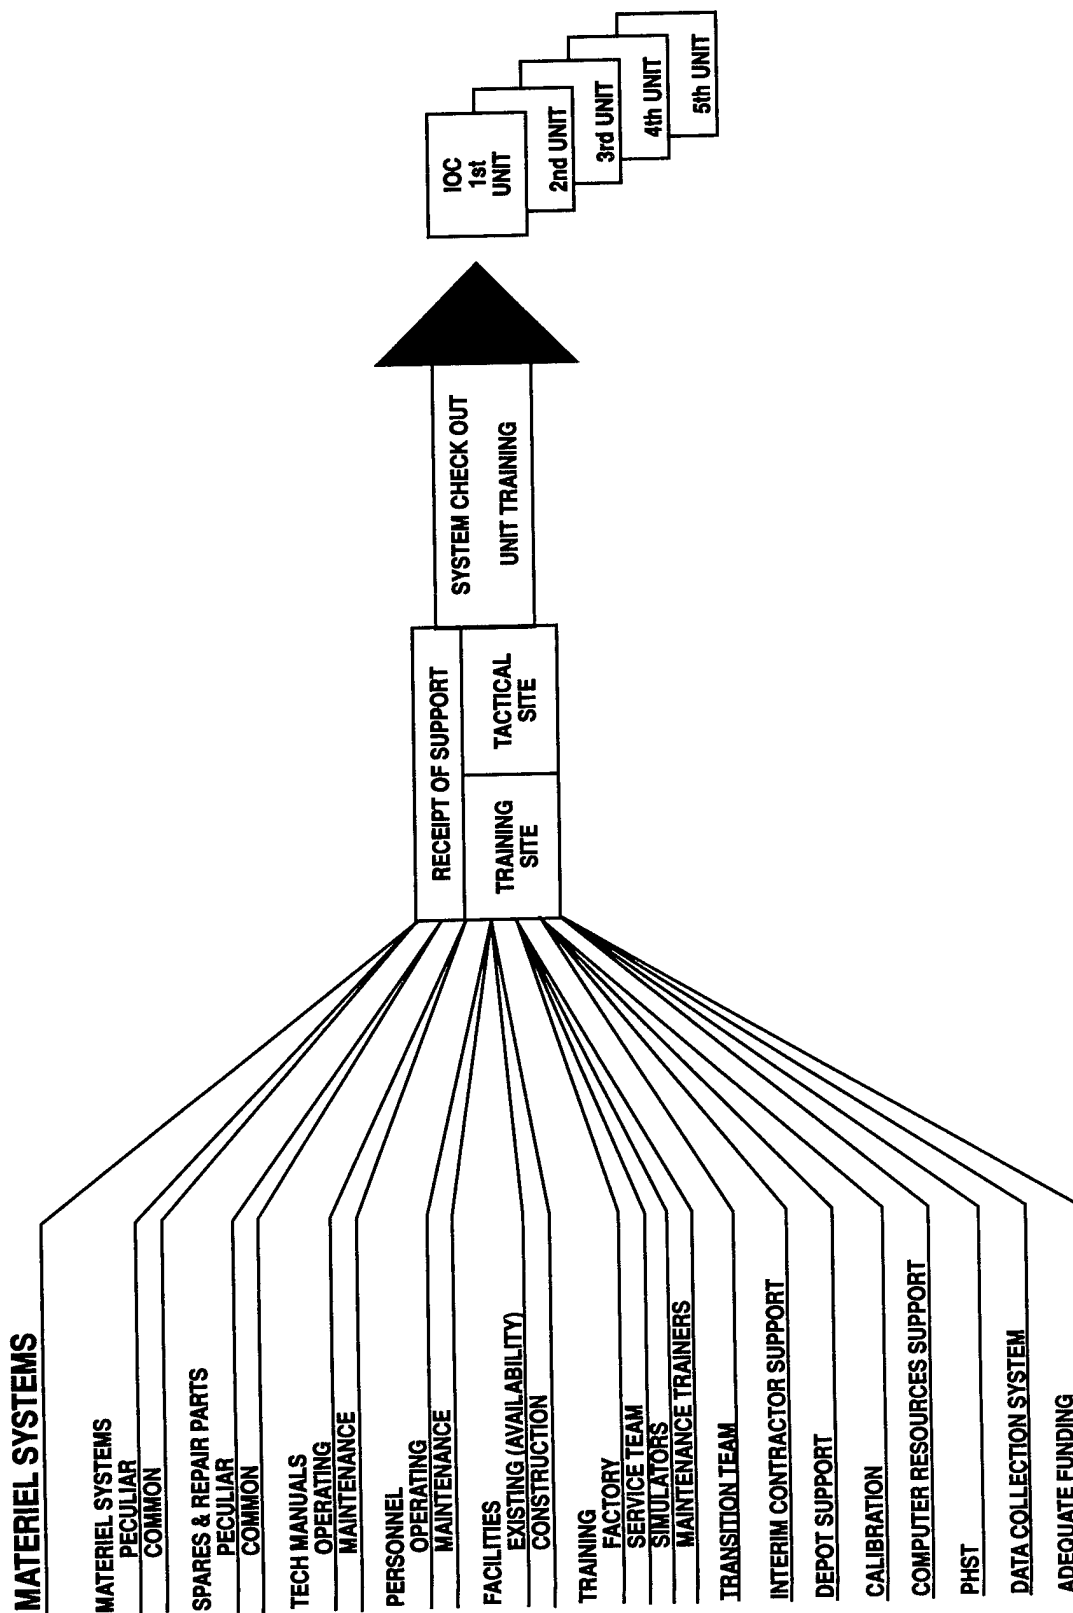 MATERIEL SYSTEMS
MATERIEL SYSTEMS
PECULIAR
COMMON
SPARES & REPAIR PARTS
PECULIAR
COMMON
TECH MANUALS
OPERATING
MAINTENANCE
PERSONNEL
OPERATING
MAINTENANCE
FACILITIES
EXISTING (AVAILABILITY)
CONSTRUCTION
TRAINING
FACTORY
SERVICE TEAM
SIMULATORS
MAINTENANCE TRAINERS
TRANSITION TEAM
INTERIM CONTRACTOR SUPPORT
DEPOT SUPPORT
CALIBRATION
COMPUTER RESOURCES SUPPORT
PHST
DATA COLLECTION SYSTEM
ADEQUATE FUNDING
RECEIPT OF SUPPORT
TRAINING
SITE
TACTICAL
SITE
SYSTEM CHECK OUT
UNIT TRAINING
IOC
1st
UNIT
2nd UNIT
3rd UNIT
4th UNIT
5th UNIT